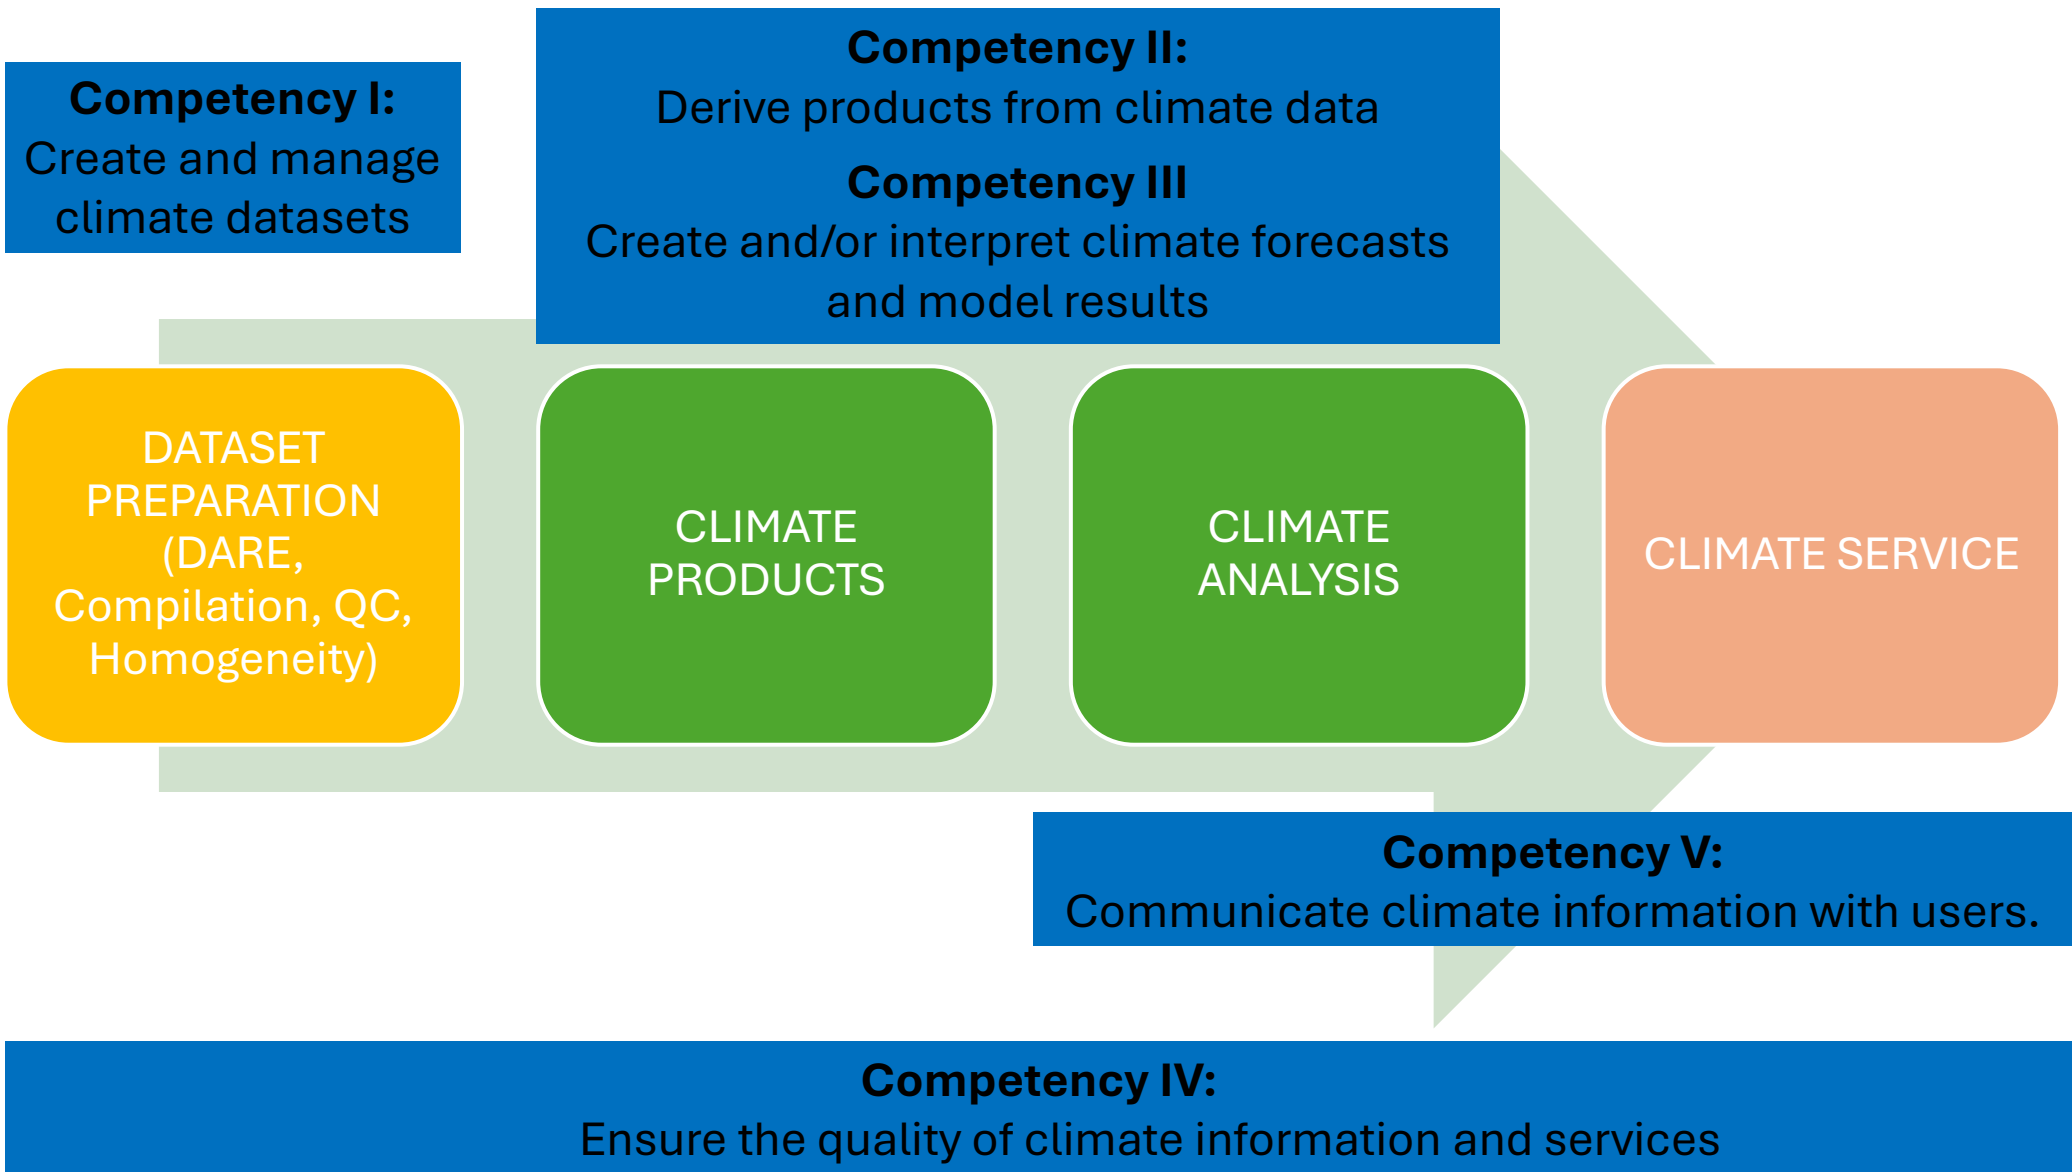 Competency I:
Create and manage
climate datasets
Competency II:
Derive products from climate data
Competency III
Create and/or interpret climate forecasts
and model results
DATASET
PREPARATION
(DARE,
Compilation, QC,
Homogeneity)
CLIMATE
PRODUCTS
CLIMATE
ANALYSIS
CLIMATE SERVICE
Competency V:
Communicate climate information with users.
Competency IV:
Ensure the quality of climate information and services